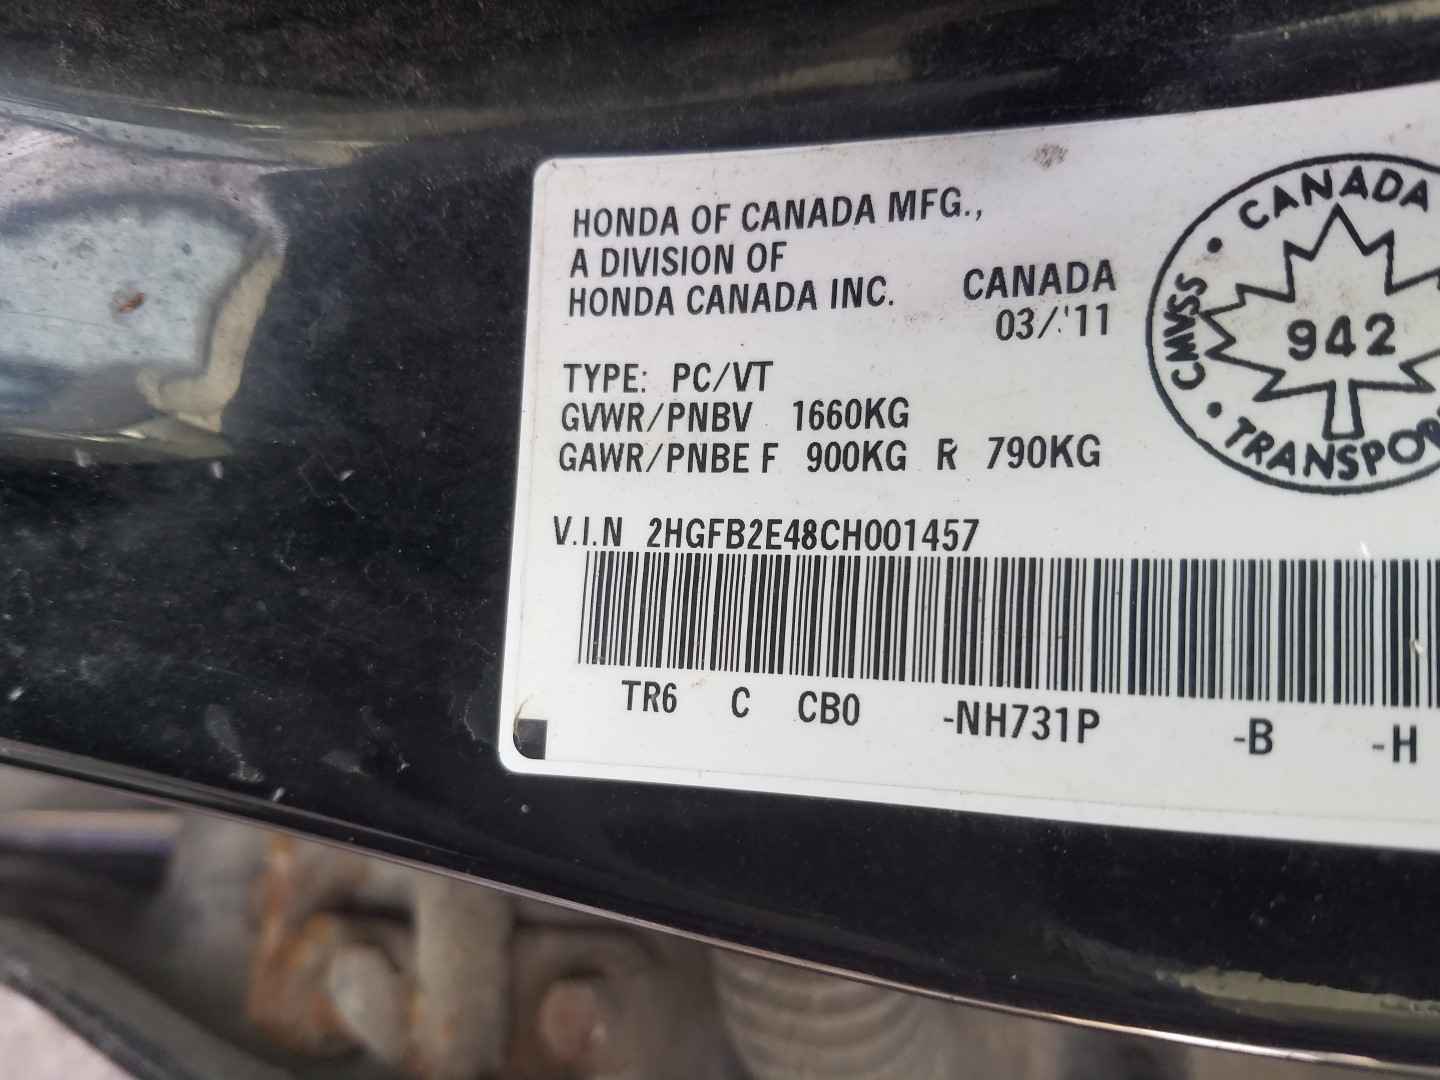 HONDA OF CANADA MFG.,
A DIVISION OF
HONDA CANADA INC. CANADA
03/'11
TYPE: PC/VT
GVWR/PNBV 1660KG
GAWR/PNBE F 900KG R 790KG
V.I.N 2HGFB2E48CH001457
TR6 C CB0 -NH731P -B -H
CANADA
CMVSS
942
TRANSPOR